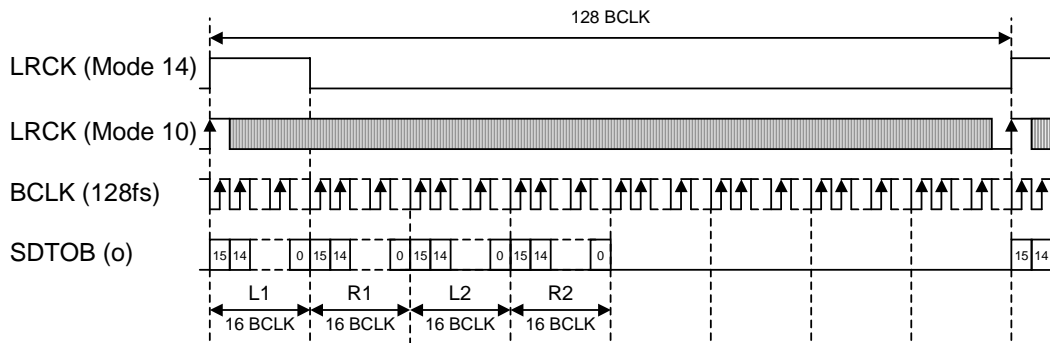 128 BCLK
LRCK (Mode 14)
LRCK (Mode 10)
BCLK (128fs)
SDTOB (o)
15 14 0 15 14 0 15 14 0 15 14 0 15 14
L1 R1 L2 R2
16 BCLK 16 BCLK 16 BCLK 16 BCLK